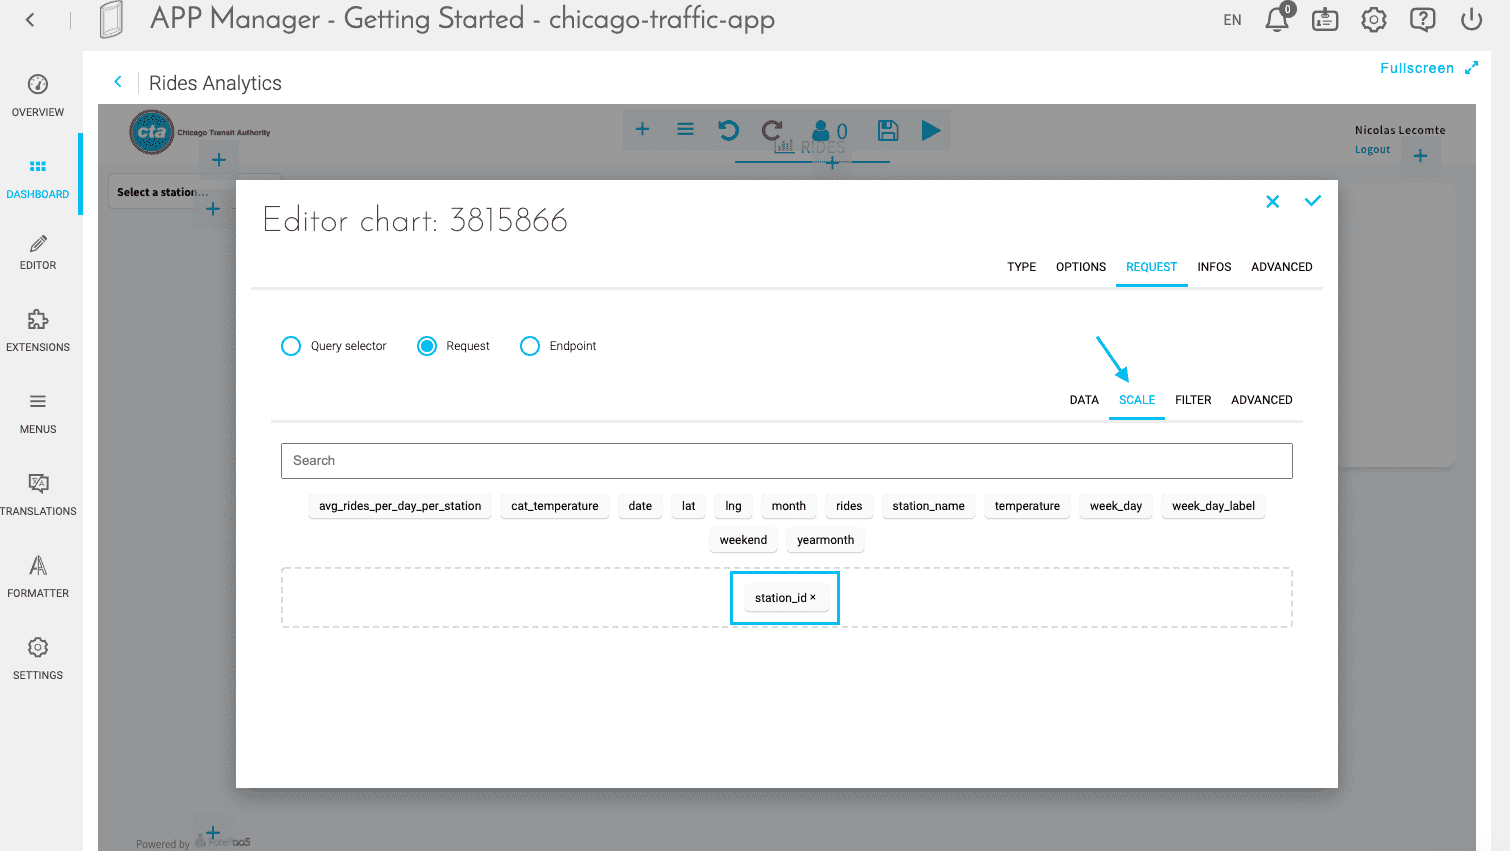 APP Manager - Getting Started - chicago-traffic-app
EN
0
Rides Analytics
Fullscreen
OVERVIEW
DASHBOARD
EDITOR
EXTENSIONS
MENUS
TRANSLATIONS
FORMATTER
SETTINGS
cta Chicago Transit Authority
0
RIDES
Nicolas Lecomte
Logout
Select a station...
Editor chart: 3815866
TYPE OPTIONS REQUEST INFOS ADVANCED
Query selector Request Endpoint
DATA SCALE FILTER ADVANCED
Search
avg_rides_per_day_per_station cat_temperature date lat lng month rides station_name temperature week_day week_day_label
weekend yearmonth
station_id ×
Powered by